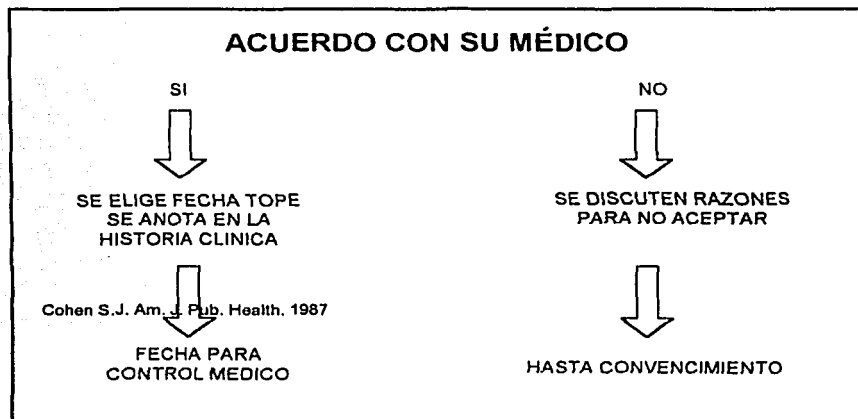 ACUERDO CON SU MÉDICO
SI
NO
SE ELIGE FECHA TOPE
SE ANOTA EN LA
HISTORIA CLINICA
SE DISCUTEN RAZONES
PARA NO ACEPTAR
Cohen S.J. Am. J. Pub. Health, 1987
FECHA PARA
CONTROL MEDICO
HASTA CONVENCIMIENTO